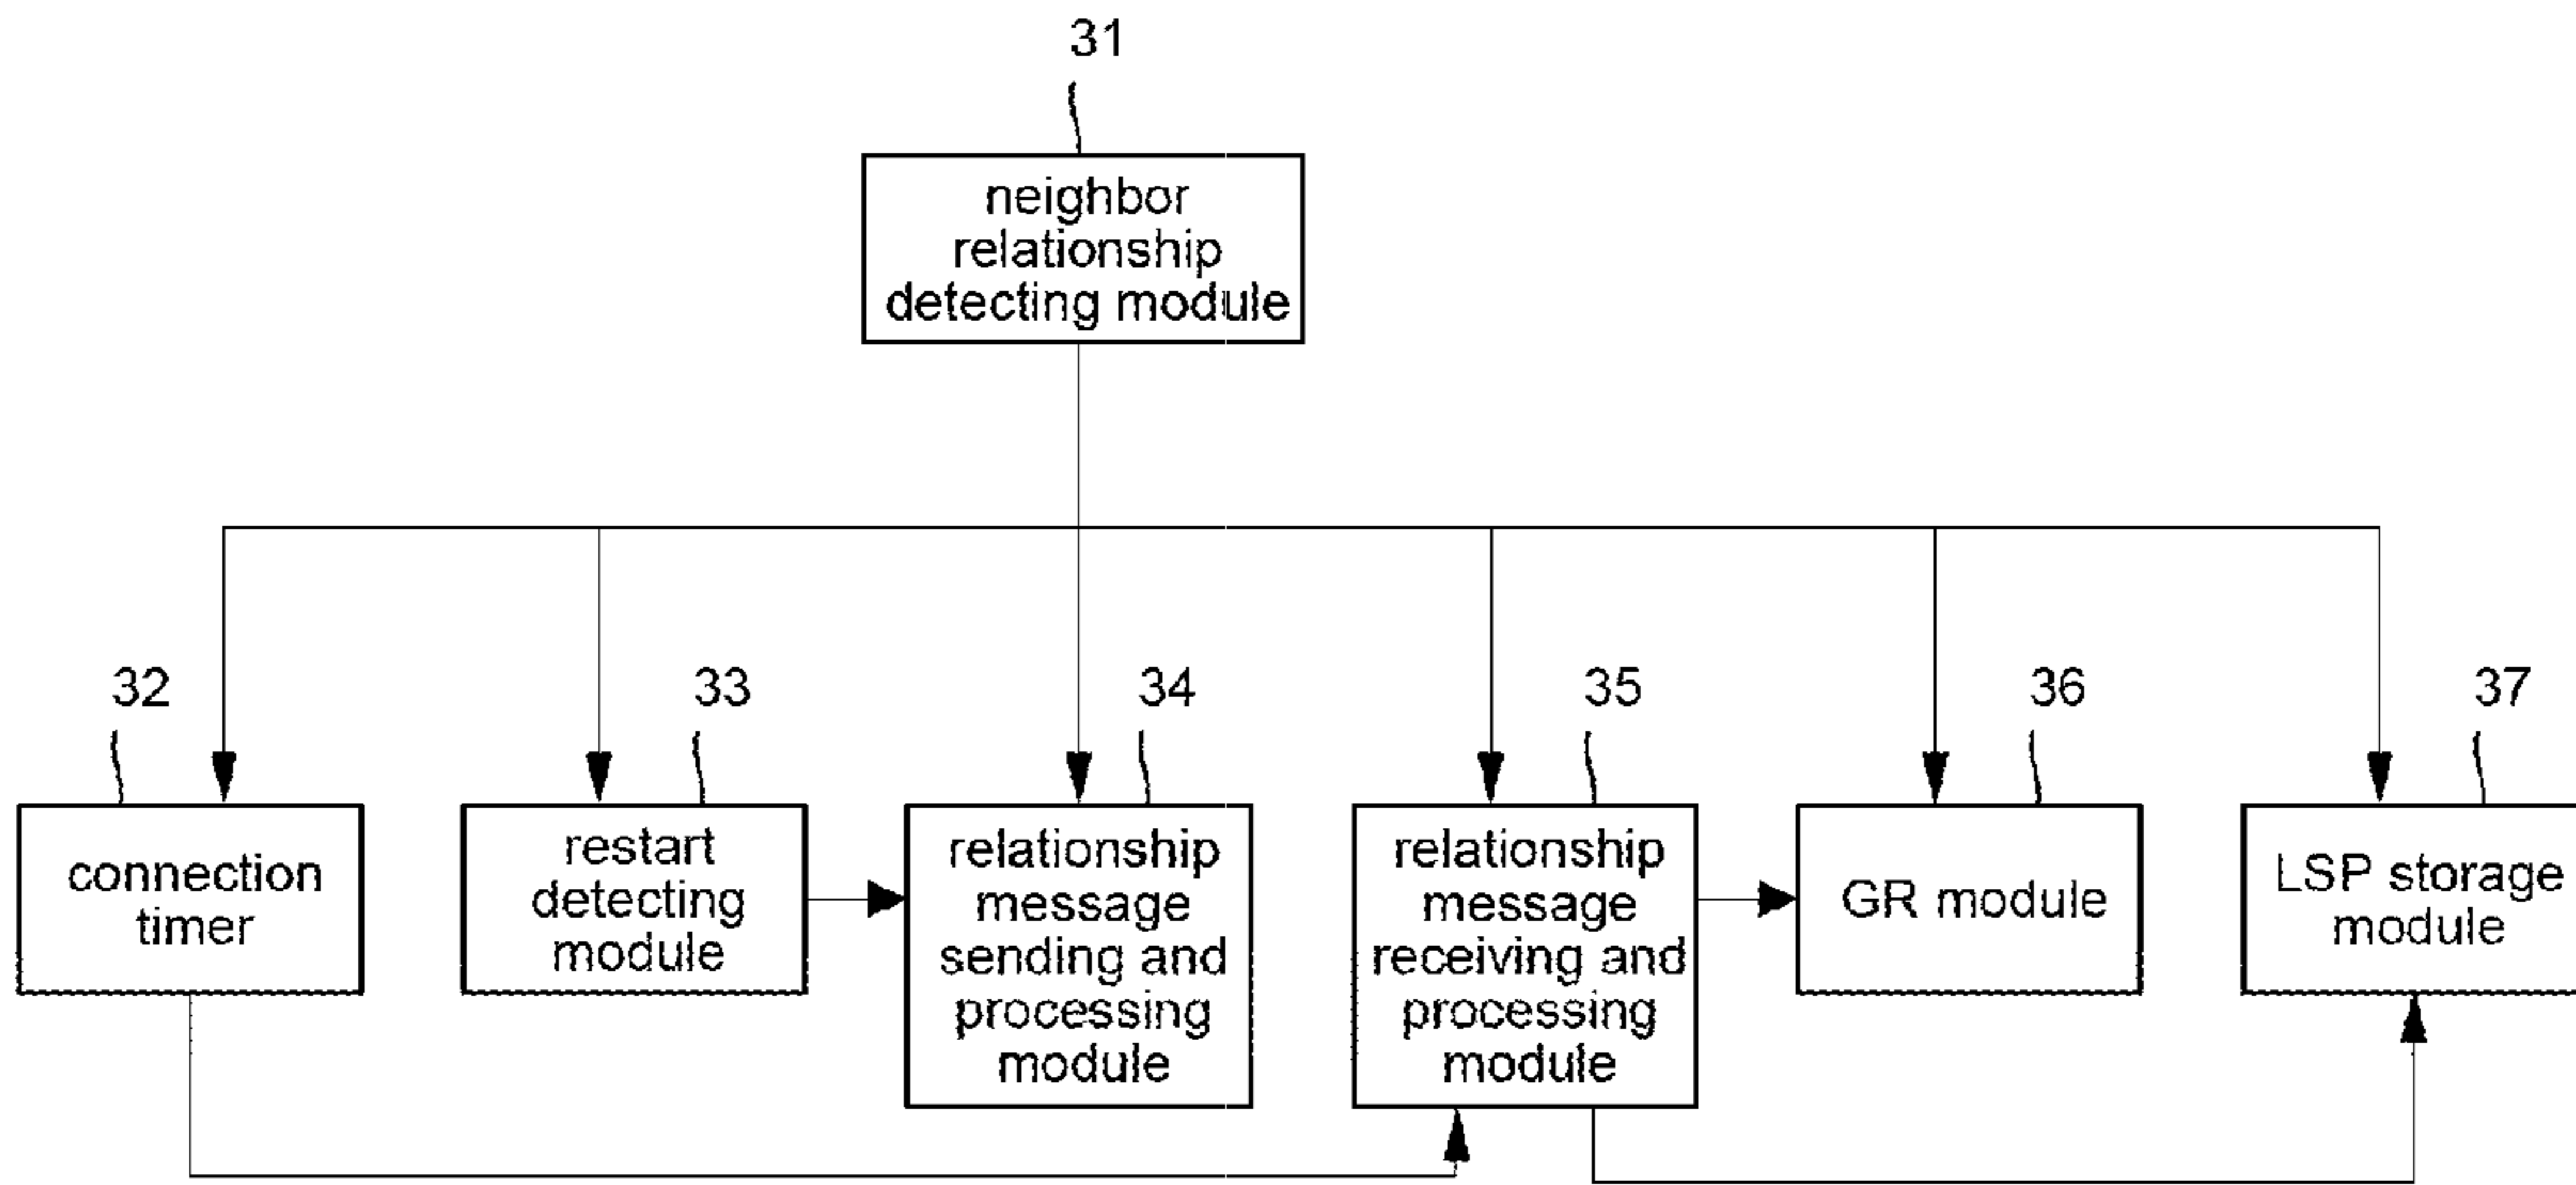 31
neighbor
relationship
detecting module
32
33
34
35
36
37
connection
timer
restart
detecting
module
relationship
message
sending and
processing
module
relationship
message
receiving and
processing
module
GR module
LSP storage
module